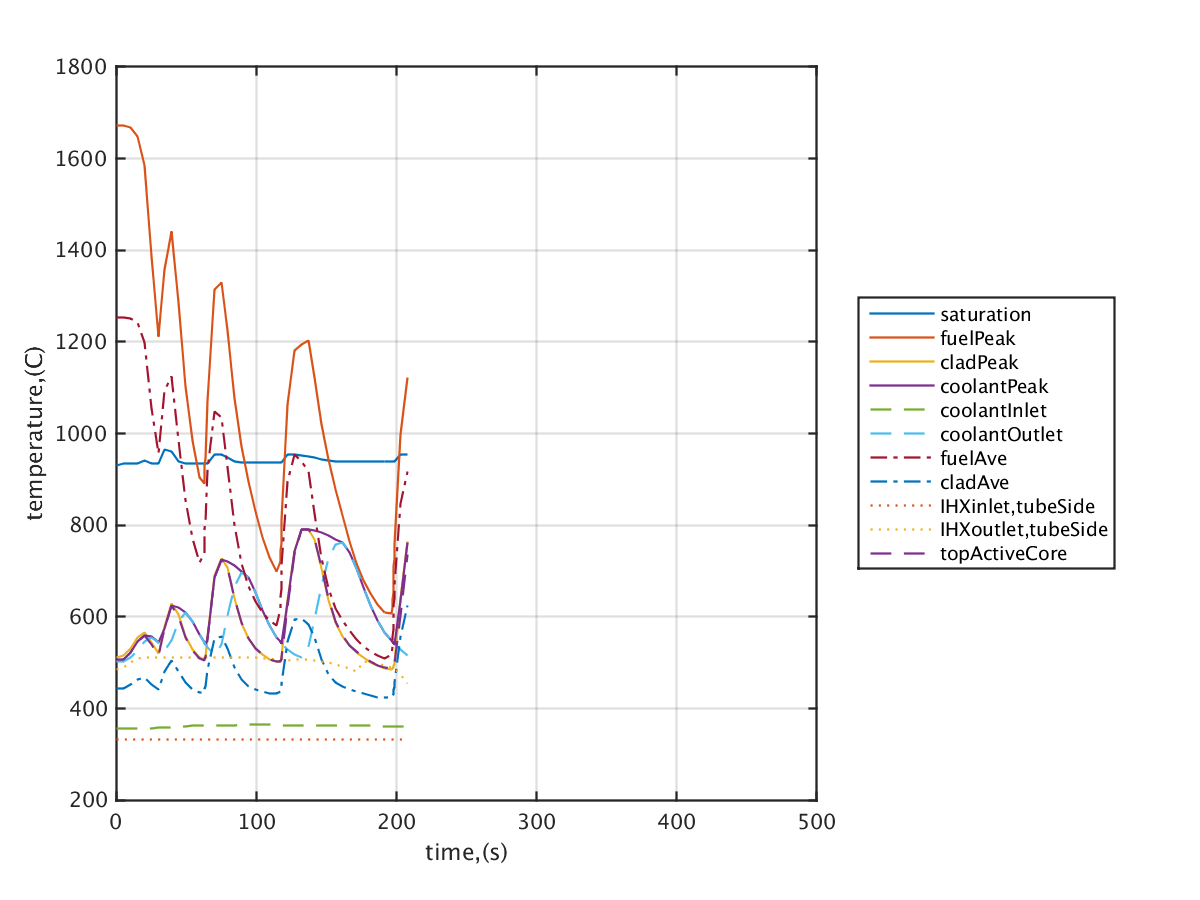 1800
1600
1400
1200
1000
800
600
400
200
temperature,(C)
0 100 200 300 400 500
time,(s)
saturation
fuelPeak
cladPeak
coolantPeak
coolantInlet
coolantOutlet
fuelAve
cladAve
IHXinlet,tubeSide
IHXoutlet,tubeSide
topActiveCore